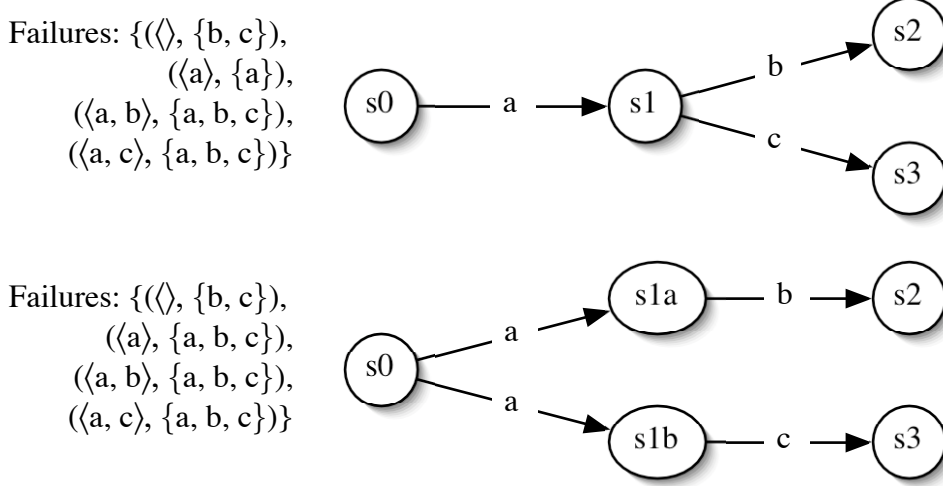 Failures: {(⟨⟩, {b, c}),
(⟨a⟩, {a}),
(⟨a, b⟩, {a, b, c}),
(⟨a, c⟩, {a, b, c})}
s0
a
s1
b
s2
c
s3
Failures: {(⟨⟩, {b, c}),
(⟨a⟩, {a, b, c}),
(⟨a, b⟩, {a, b, c}),
(⟨a, c⟩, {a, b, c})}
s0
a
s1a
b
s2
a
s1b
c
s3